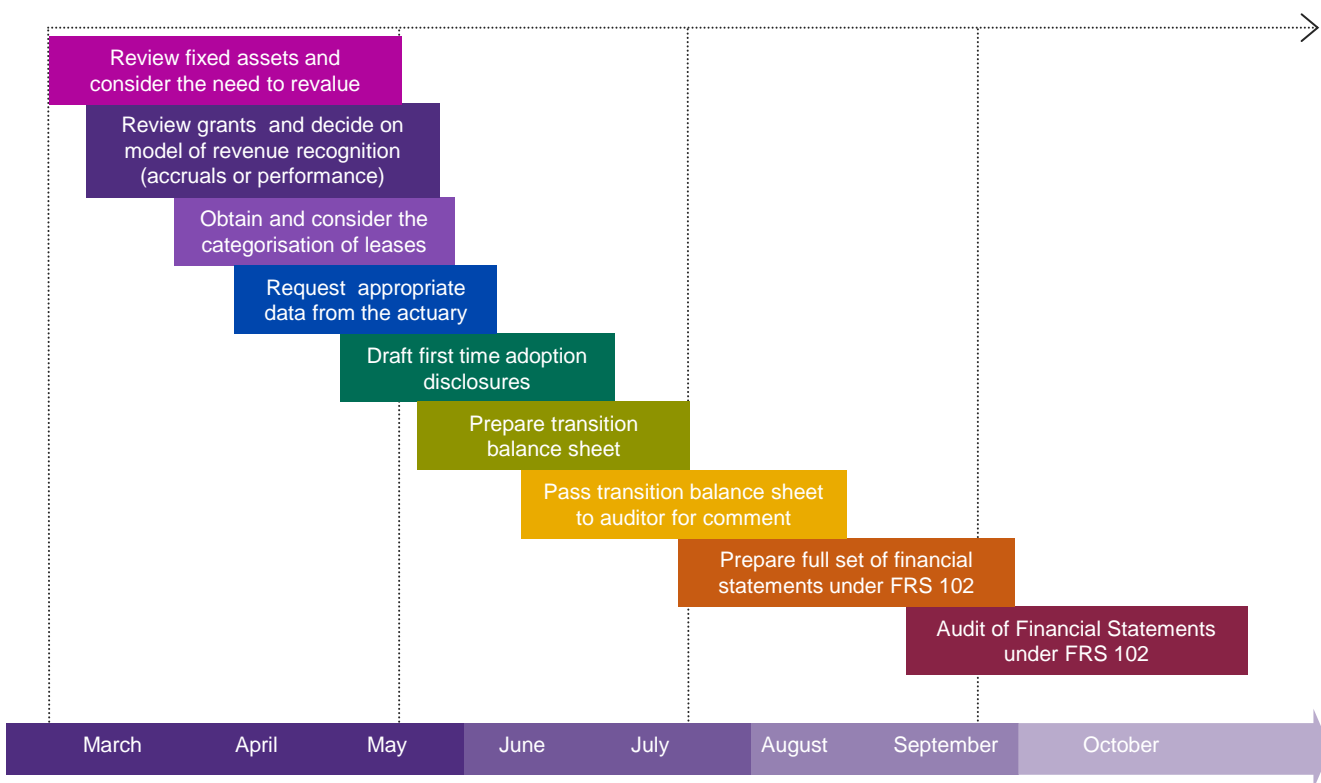 Review fixed assets and
consider the need to revalue
Review grants and decide on
model of revenue recognition
(accruals or performance)
Obtain and consider the
categorisation of leases
Request appropriate
data from the actuary
Draft first time adoption
disclosures
Prepare transition
balance sheet
Pass transition balance sheet
to auditor for comment
Prepare full set of financial
statements under FRS 102
Audit of Financial Statements
under FRS 102
March April May June July August September October